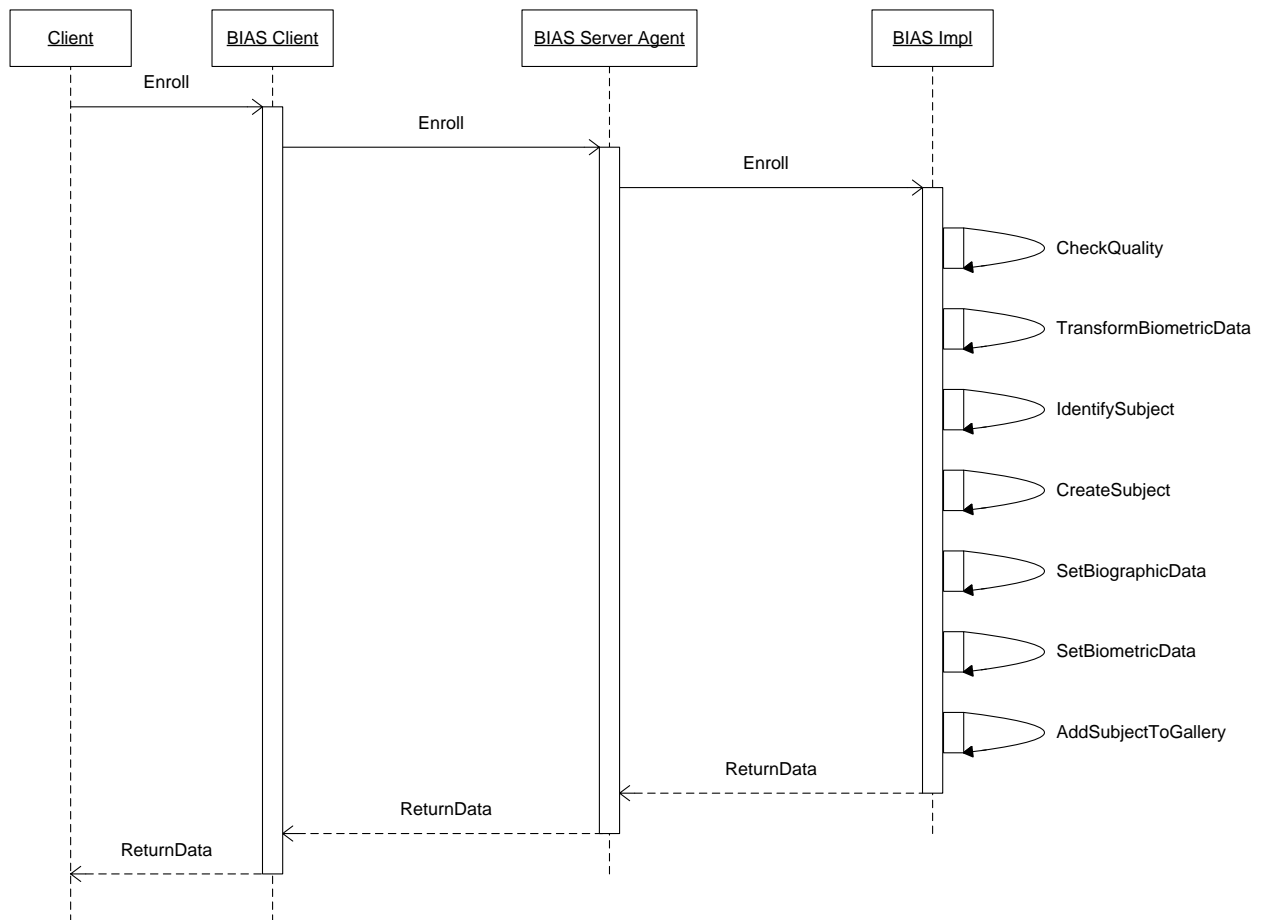 Client
BIAS Client
BIAS Server Agent
BIAS Impl
Enroll
Enroll
Enroll
CheckQuality
TransformBiometricData
IdentifySubject
CreateSubject
SetBiographicData
SetBiometricData
AddSubjectToGallery
ReturnData
ReturnData
ReturnData